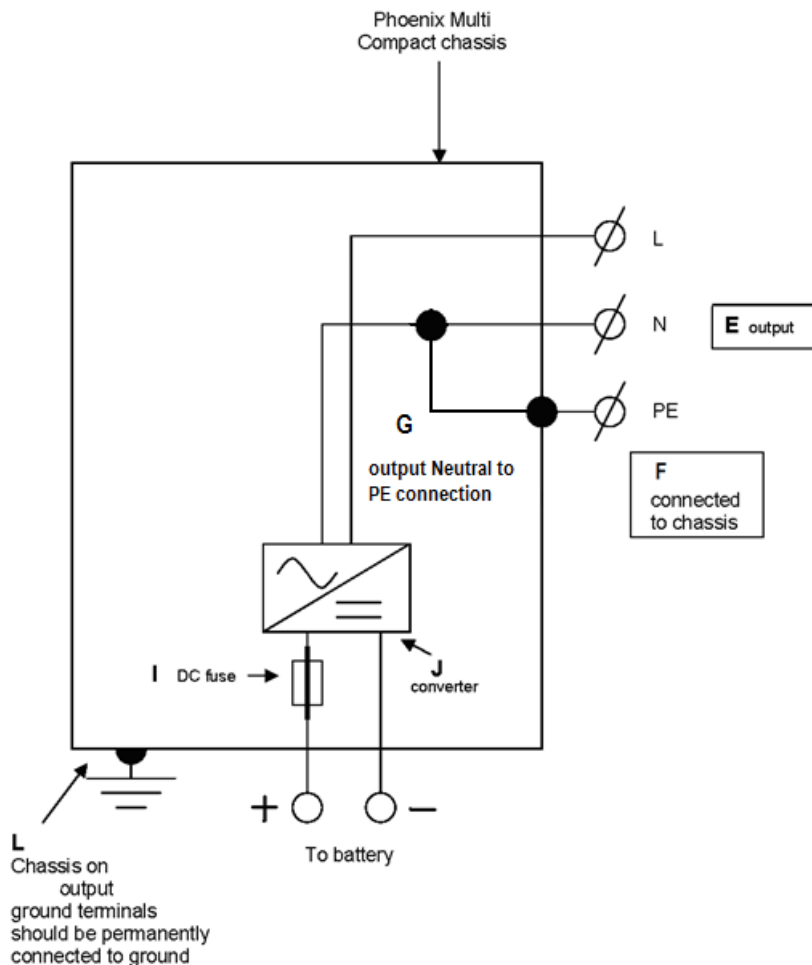 Phoenix Multi
Compact chassis
L
N
E output
PE
G
output Neutral to
PE connection
F
connected
to chassis
I DC fuse
J
converter
+
−
To battery
L
Chassis on
output
ground terminals
should be permanently
connected to ground